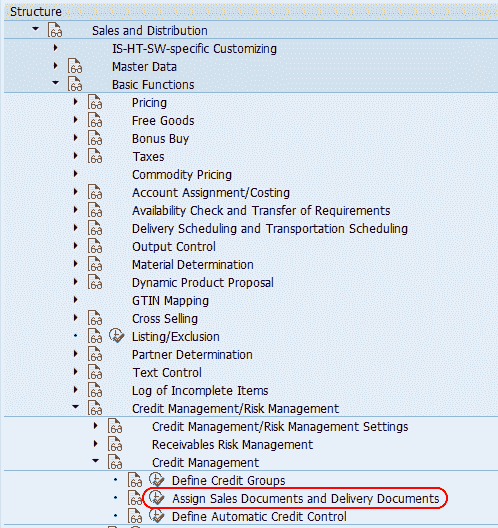 Structure
Sales and Distribution
IS-HT-SW-specific Customizing
Master Data
Basic Functions
Pricing
Free Goods
Bonus Buy
Taxes
Commodity Pricing
Account Assignment/Costing
Availability Check and Transfer of Requirements
Delivery Scheduling and Transportation Scheduling
Output Control
Material Determination
Dynamic Product Proposal
GTIN Mapping
Cross Selling
Listing/Exclusion
Partner Determination
Text Control
Log of Incomplete Items
Credit Management/Risk Management
Credit Management/Risk Management Settings
Receivables Risk Management
Credit Management
Define Credit Groups
Assign Sales Documents and Delivery Documents
Define Automatic Credit Control